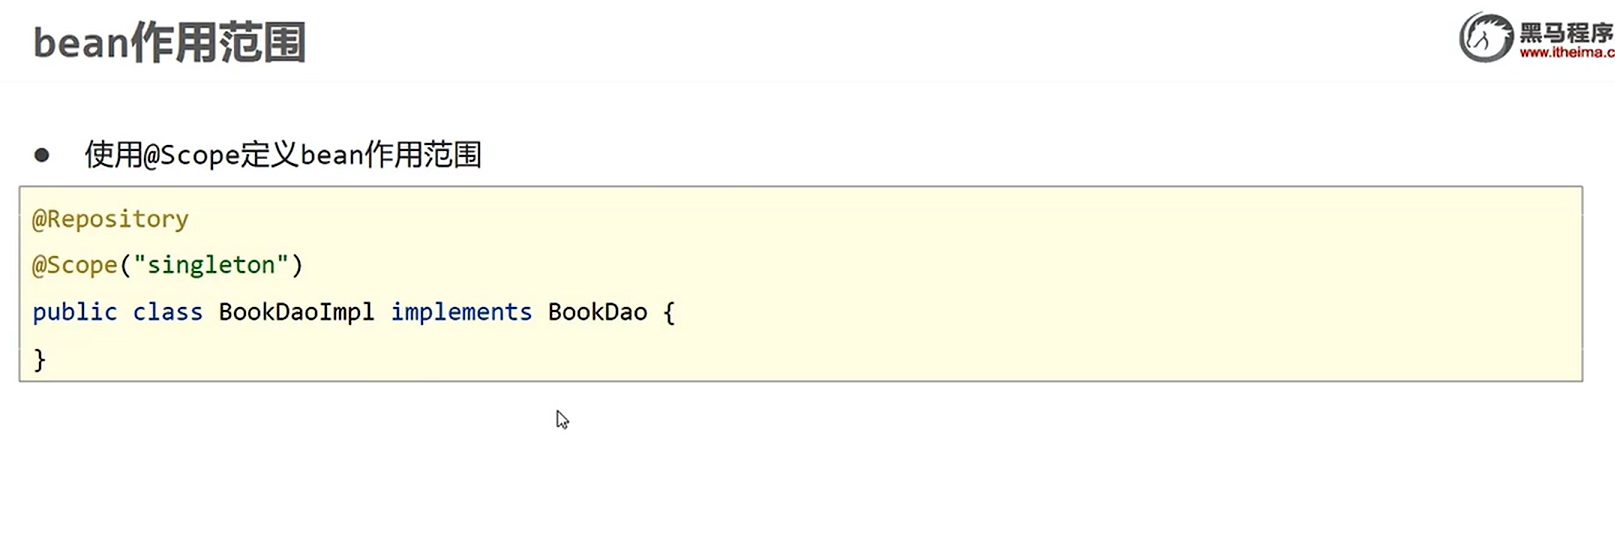 bean作用范围
黑马程序
www.itheima.c
● 使用@Scope定义bean作用范围
@Repository
@Scope("singleton")
public class BookDaoImpl implements BookDao {
}